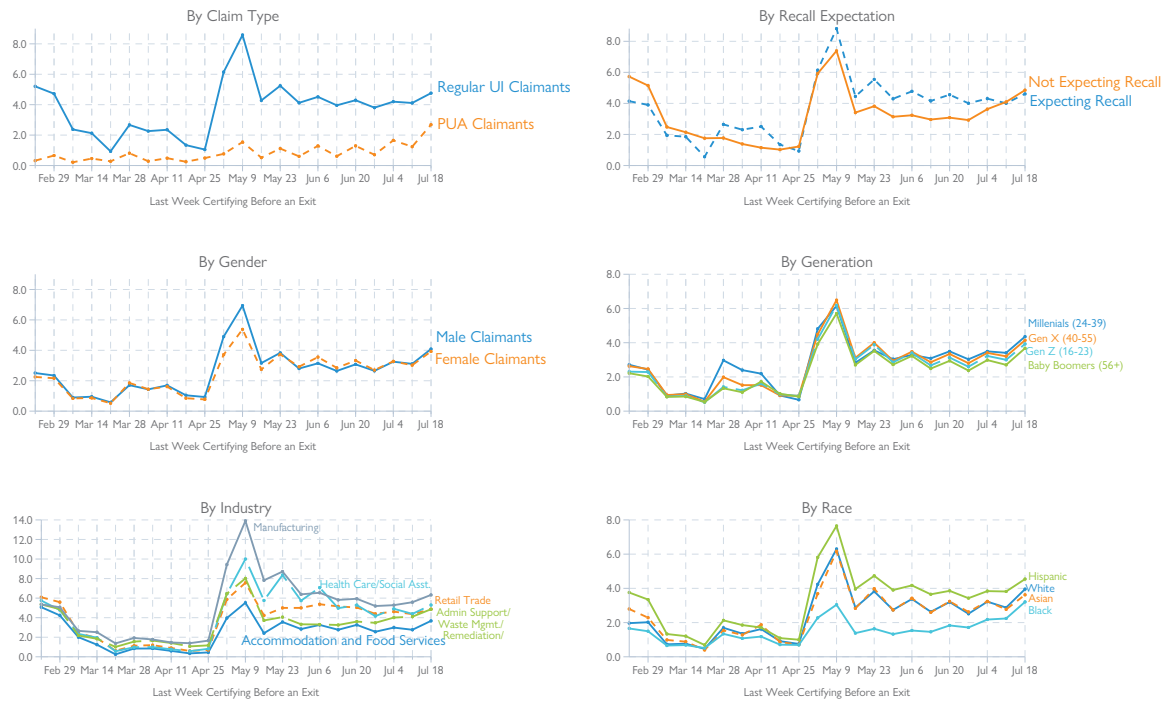 By Claim Type
8.0
6.0
4.0
2.0
0.0
Regular UI Claimants
PUA Claimants
Feb 29 Mar 14 Mar 28 Apr 11 Apr 25 May 9 May 23 Jun 6 Jun 20 Jul 4 Jul 18
Last Week Certifying Before an Exit
By Recall Expectation
8.0
6.0
4.0
2.0
0.0
Not Expecting Recall
Expecting Recall
Feb 29 Mar 14 Mar 28 Apr 11 Apr 25 May 9 May 23 Jun 6 Jun 20 Jul 4 Jul 18
Last Week Certifying Before an Exit
By Gender
8.0
6.0
4.0
2.0
0.0
Male Claimants
Female Claimants
Feb 29 Mar 14 Mar 28 Apr 11 Apr 25 May 9 May 23 Jun 6 Jun 20 Jul 4 Jul 18
Last Week Certifying Before an Exit
By Generation
8.0
6.0
4.0
2.0
0.0
Millenials (24-39)
Gen X (40-55)
Gen Z (16-23)
Baby Boomers (56+)
Feb 29 Mar 14 Mar 28 Apr 11 Apr 25 May 9 May 23 Jun 6 Jun 20 Jul 4 Jul 18
Last Week Certifying Before an Exit
By Industry
14.0
12.0
10.0
8.0
6.0
4.0
2.0
0.0
Manufacturing
Health Care/Social Asst.
Retail Trade
Admin Support/
Waste Mgmt./
Remediation/
Accommodation and Food Services
Feb 29 Mar 14 Mar 28 Apr 11 Apr 25 May 9 May 23 Jun 6 Jun 20 Jul 4 Jul 18
Last Week Certifying Before an Exit
By Race
8.0
6.0
4.0
2.0
0.0
Hispanic
White
Asian
Black
Feb 29 Mar 14 Mar 28 Apr 11 Apr 25 May 9 May 23 Jun 6 Jun 20 Jul 4 Jul 18
Last Week Certifying Before an Exit